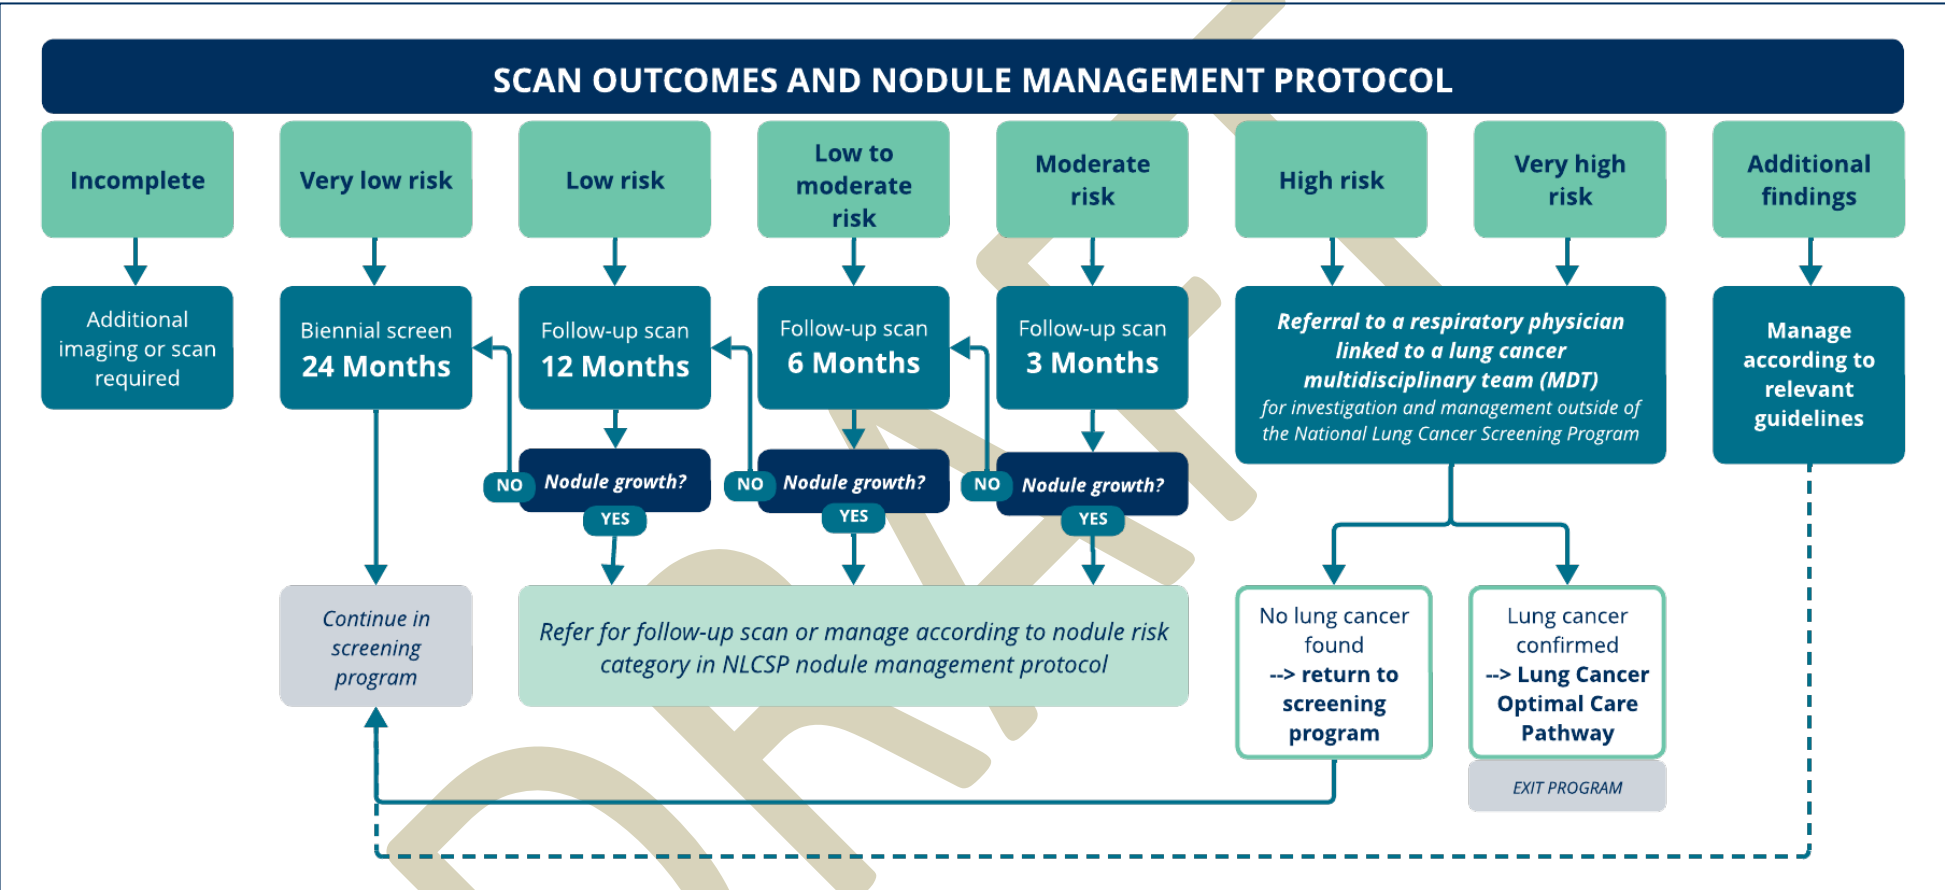 SCAN OUTCOMES AND NODULE MANAGEMENT PROTOCOL
Incomplete
Very low risk
Low risk
Low to
moderate
risk
Moderate
risk
High risk
Very high
risk
Additional
findings
Additional
imaging or scan
required
Biennial screen
24 Months
Follow-up scan
12 Months
Follow-up scan
6 Months
Follow-up scan
3 Months
Referral to a respiratory physician
linked to a lung cancer
multidisciplinary team (MDT)
for investigation and management outside of
the National Lung Cancer Screening Program
Manage
according to
relevant
guidelines
NO
Nodule growth?
YES
NO
Nodule growth?
YES
NO
Nodule growth?
YES
Continue in
screening
program
Refer for follow-up scan or manage according to nodule risk
category in NLCSP nodule management protocol
No lung cancer
found
--> return to
screening
program
Lung cancer
confirmed
--> Lung Cancer
Optimal Care
Pathway
EXIT PROGRAM
DRAFT